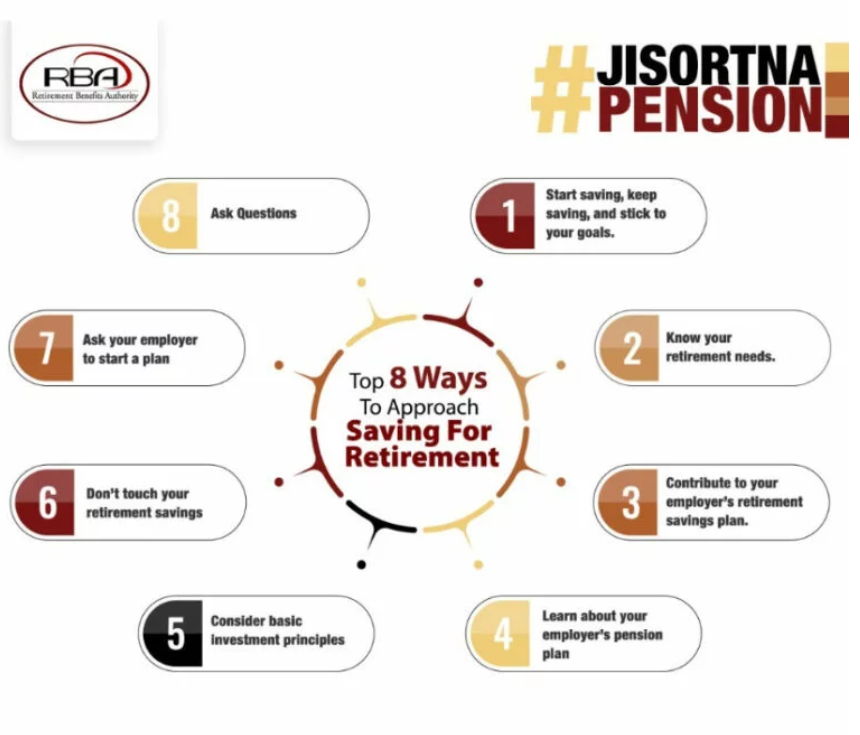 RBA
Retirement Benefits Authority
#JISORTNA
PENSION
Top 8 Ways
To Approach
Saving For
Retirement
1
Start saving, keep
saving, and stick to
your goals.
2
Know your
retirement needs.
3
Contribute to your
employer's retirement
savings plan.
4
Learn about your
employer's pension
plan
5
Consider basic
investment principles
6
Don't touch your
retirement savings
7
Ask your employer
to start a plan
8
Ask Questions